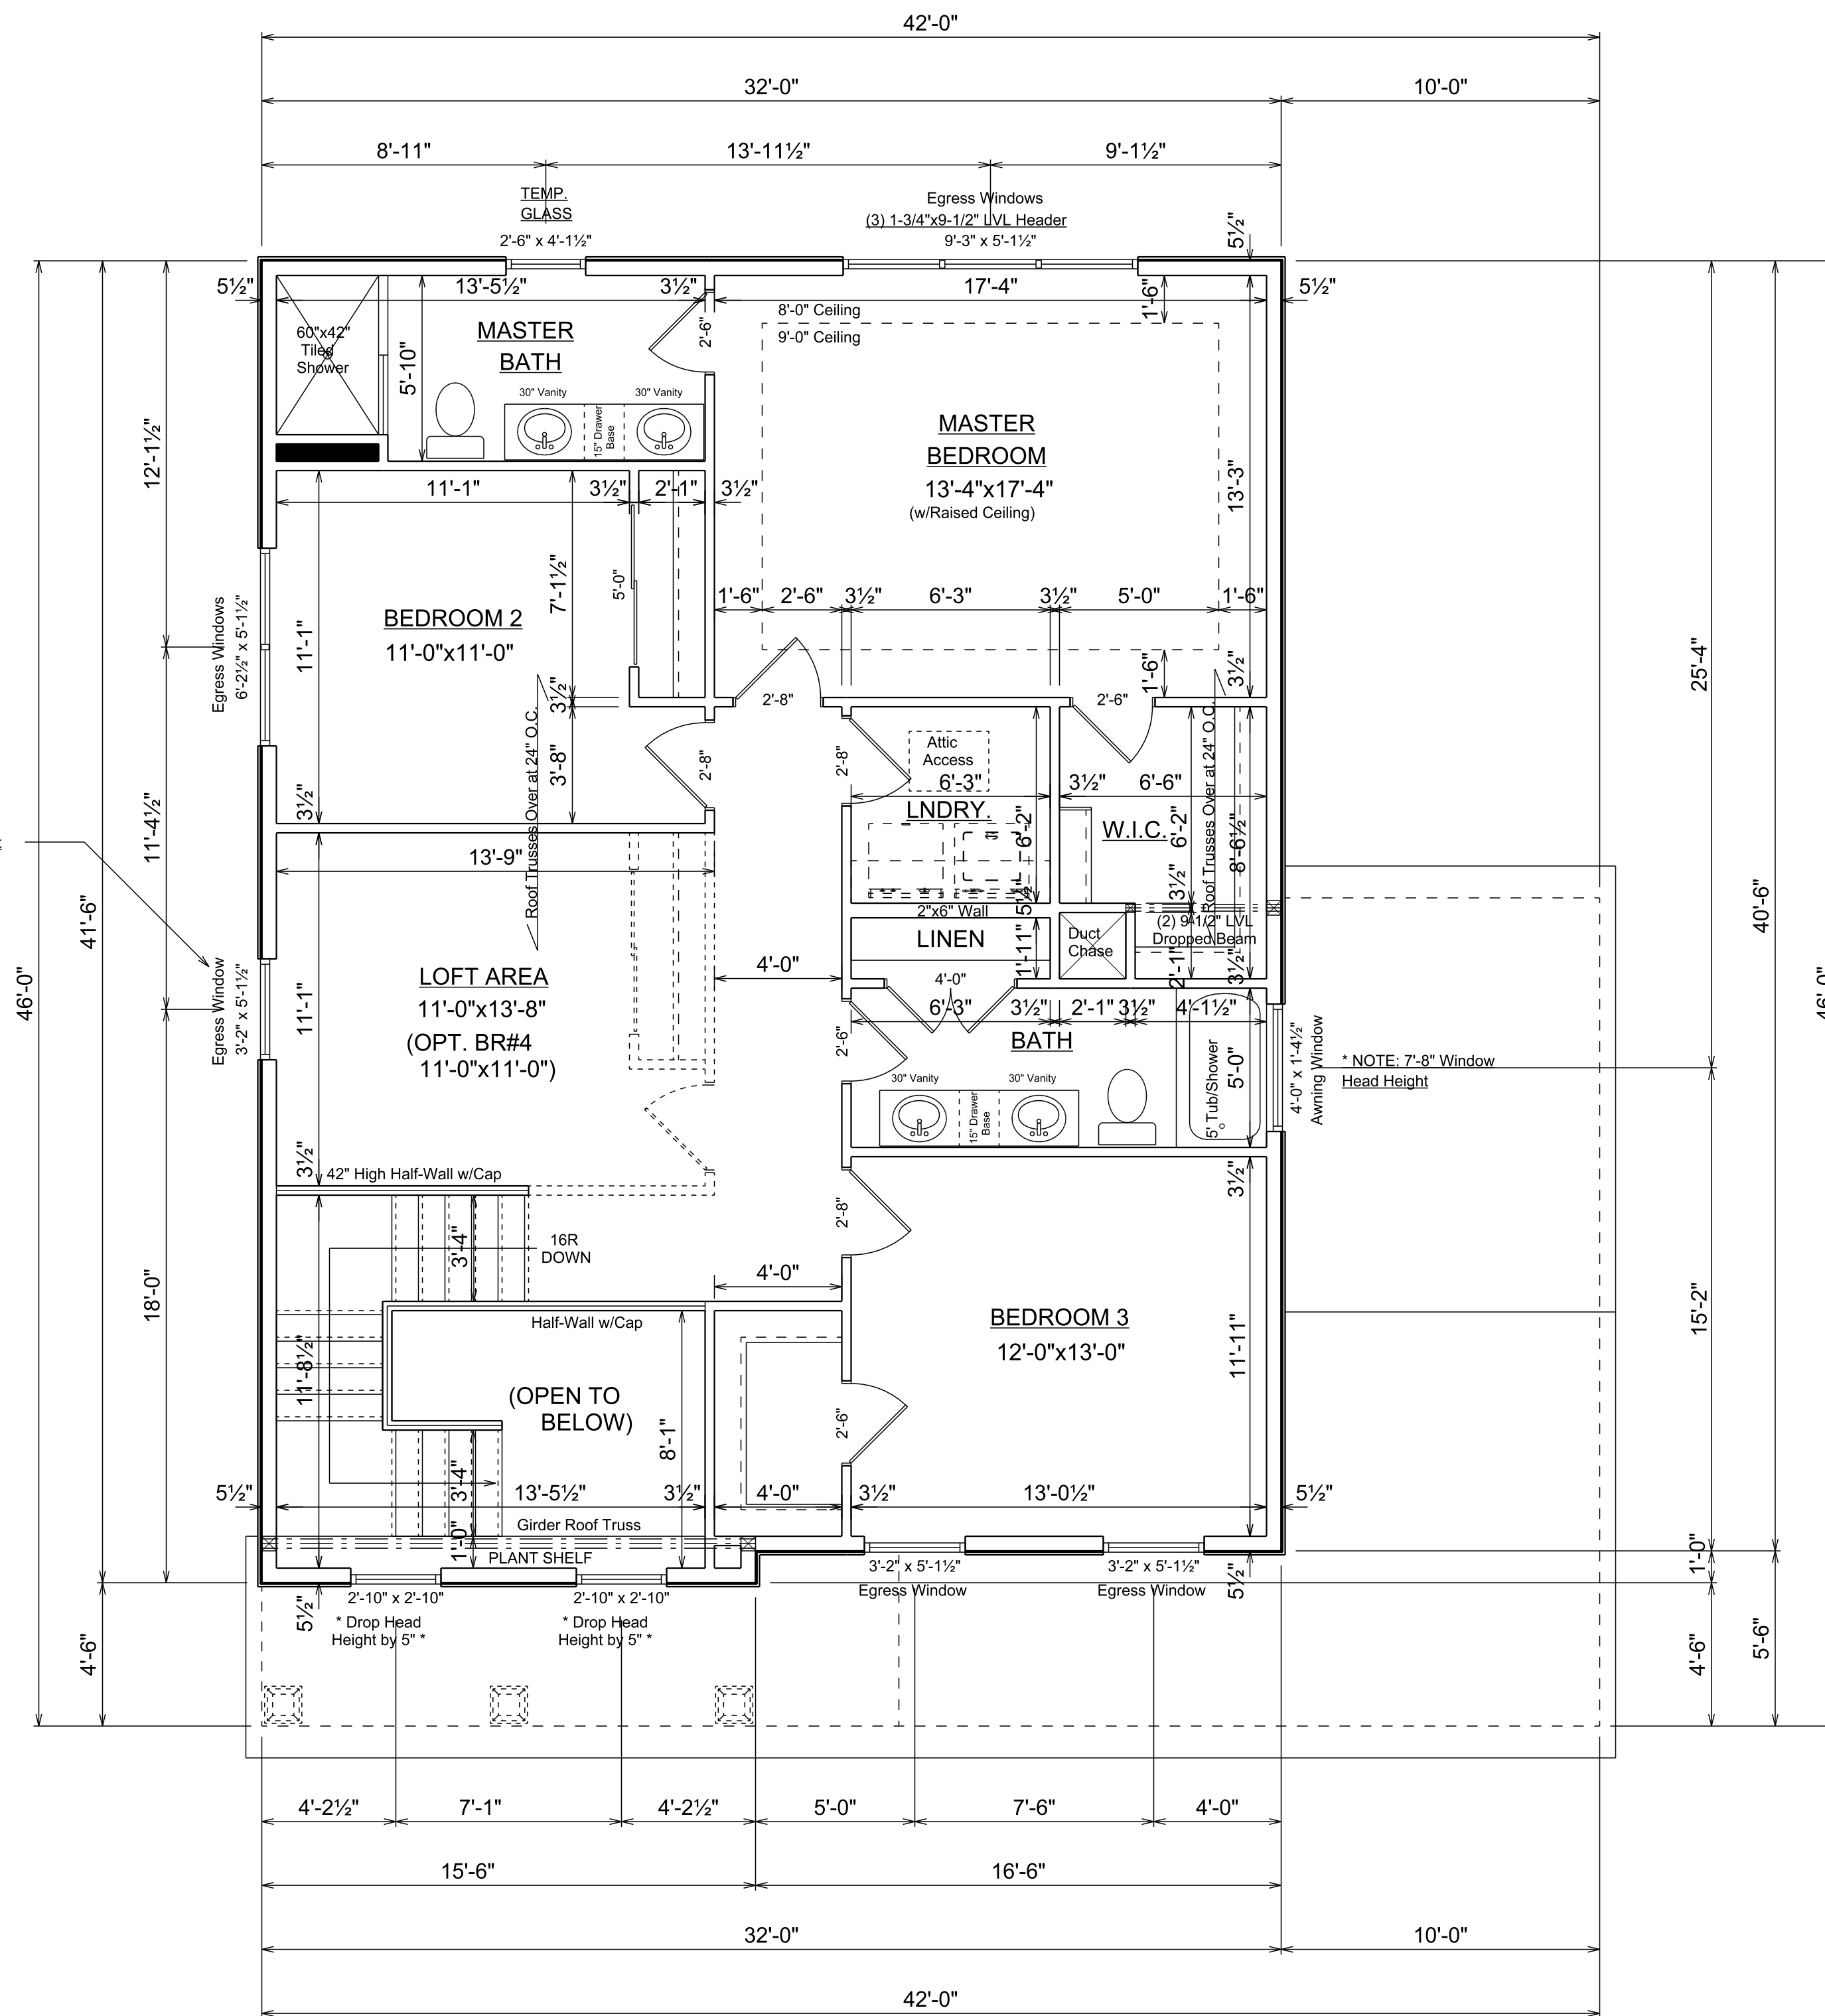 42'-0"
32'-0"
10'-0"
8'-11"
13'-11½"
9'-1½"
TEMP.
GLASS
2'-6" x 4'-1½"
Egress Windows
(3) 1-3/4"x9-1/2" LVL Header
9'-3" x 5'-1½"
5½"
5½"
13'-5½"
3½"
17'-4"
5½"
1'-6"
8'-0" Ceiling
9'-0" Ceiling
60"x42"
Tiled
Shower
MASTER
BATH
5'-10"
2'-6"
30" Vanity
30" Vanity
15" Drawer
Base
MASTER
BEDROOM
13'-4"x17'-4"
(w/Raised Ceiling)
13'-3"
12'-1½"
11'-1"
3½"
2'-1"
3½"
7'-1½"
5'-0"
BEDROOM 2
11'-0"x11'-0"
11'-1"
Egress Windows
6'-2½" x 5'-1½"
1'-6"
2'-6"
3½"
6'-3"
3½"
5'-0"
1'-6"
1'-6"
3½"
3½"
2'-8"
2'-6"
25'-4"
Roof Trusses Over at 24" O.C.
3'-8"
2'-8"
2'-8"
Attic
Access
6'-3"
3½"
6'-6"
LNDRY.
W.I.C.
6'-2"
6'-2"
8'-6½"
Roof Trusses Over at 24" O.C.
3½"
11'-4½"
13'-9"
41'-6"
46'-0"
40'-6"
46'-0"
5½"
3½"
2"x6" Wall
LINEN
1'-11"
Duct
Chase
(2) 9-1/2" LVL
Dropped Beam
2'-1"
3½"
LOFT AREA
11'-0"x13'-8"
(OPT. BR#4
11'-0"x11'-0")
11'-1"
4'-0"
Egress Window
3'-2" x 5'-1½"
4'-0"
6'-3"
3½"
2'-1"
3½"
4'-1½"
BATH
2'-6"
30" Vanity
30" Vanity
15" Drawer
Base
5' Tub/Shower
5'-0"
4'-0" x 1'-4½"
Awning Window
* NOTE: 7'-8" Window
Head Height
3½"
42" High Half-Wall w/Cap
3½"
2'-8"
3'-4"
16R
DOWN
4'-0"
18'-0"
Half-Wall w/Cap
BEDROOM 3
12'-0"x13'-0"
11'-11"
15'-2"
11'-8½"
(OPEN TO
BELOW)
8'-1"
2'-6"
5½"
3'-4"
13'-5½"
3½"
4'-0"
3½"
13'-0½"
5½"
Girder Roof Truss
1'-0"
PLANT SHELF
1'-0"
3'-2" x 5'-1½"
Egress Window
3'-2" x 5'-1½"
Egress Window
5½"
5½"
2'-10" x 2'-10"
* Drop Head
Height by 5" *
2'-10" x 2'-10"
* Drop Head
Height by 5" *
4'-6"
4'-6"
5'-6"
4'-2½"
7'-1"
4'-2½"
5'-0"
7'-6"
4'-0"
15'-6"
16'-6"
32'-0"
10'-0"
42'-0"